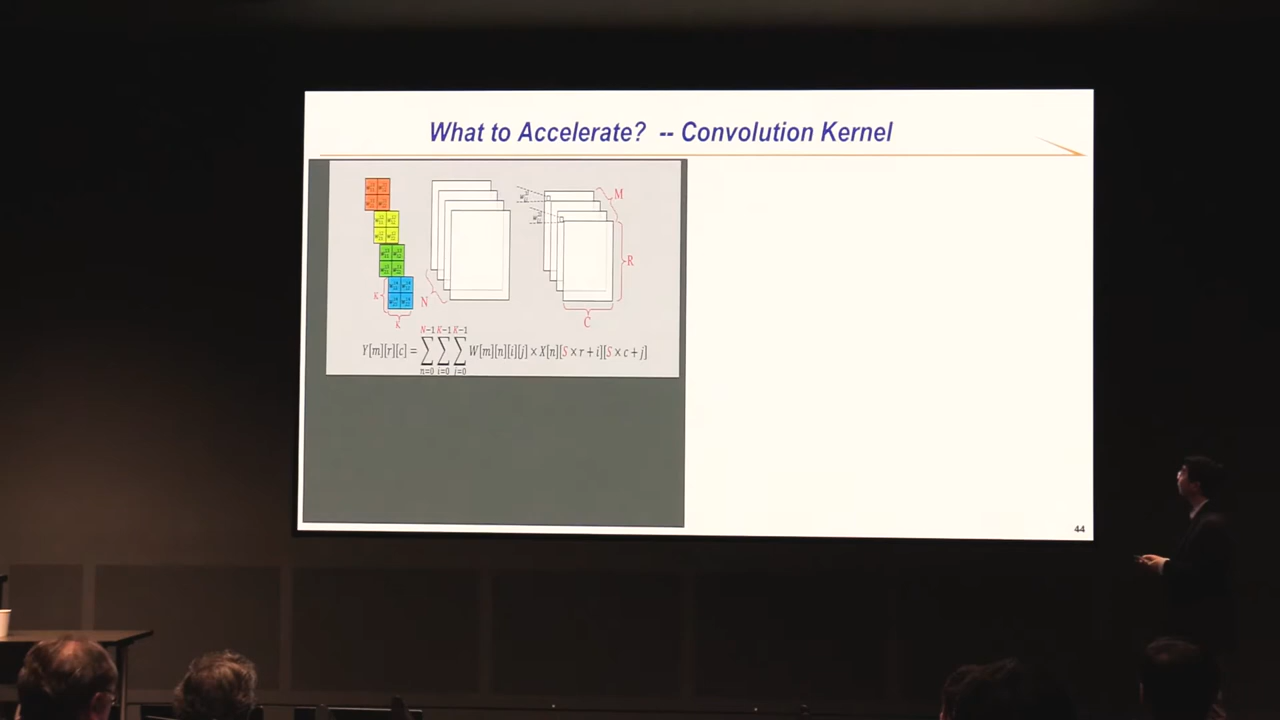 What to Accelerate? -- Convolution Kernel
M
R
N
K
K
C
Y[m][r][c] = ∑_{n=0}^{N−1} ∑_{i=0}^{K−1} ∑_{j=0}^{K−1} W[m][n][i][j] × X[n][S × r + i][S × c + j]
44